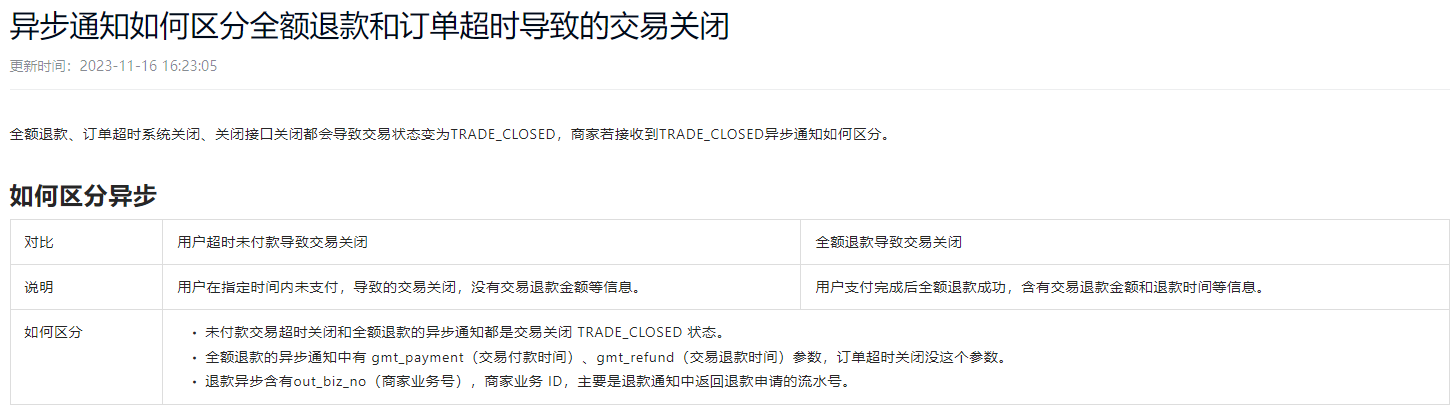 异步通知如何区分全额退款和订单超时导致的交易关闭
更新时间：2023-11-16 16:23:05
全额退款、订单超时系统关闭、关闭接口关闭都会导致交易状态变为TRADE_CLOSED，商家若接收到TRADE_CLOSED异步通知如何区分。
如何区分异步
对比 用户超时未付款导致交易关闭 全额退款导致交易关闭
说明 用户在指定时间内未支付，导致的交易关闭，没有交易退款金额等信息。 用户支付完成后全额退款成功，含有交易退款金额和退款时间等信息。
如何区分 • 未付款交易超时关闭和全额退款的异步通知都是交易关闭 TRADE_CLOSED 状态。
• 全额退款的异步通知中有 gmt_payment（交易付款时间）、gmt_refund（交易退款时间）参数，订单超时关闭没这个参数。
• 退款异步含有out_biz_no（商家业务号），商家业务 ID，主要是退款通知中返回退款申请的流水号。